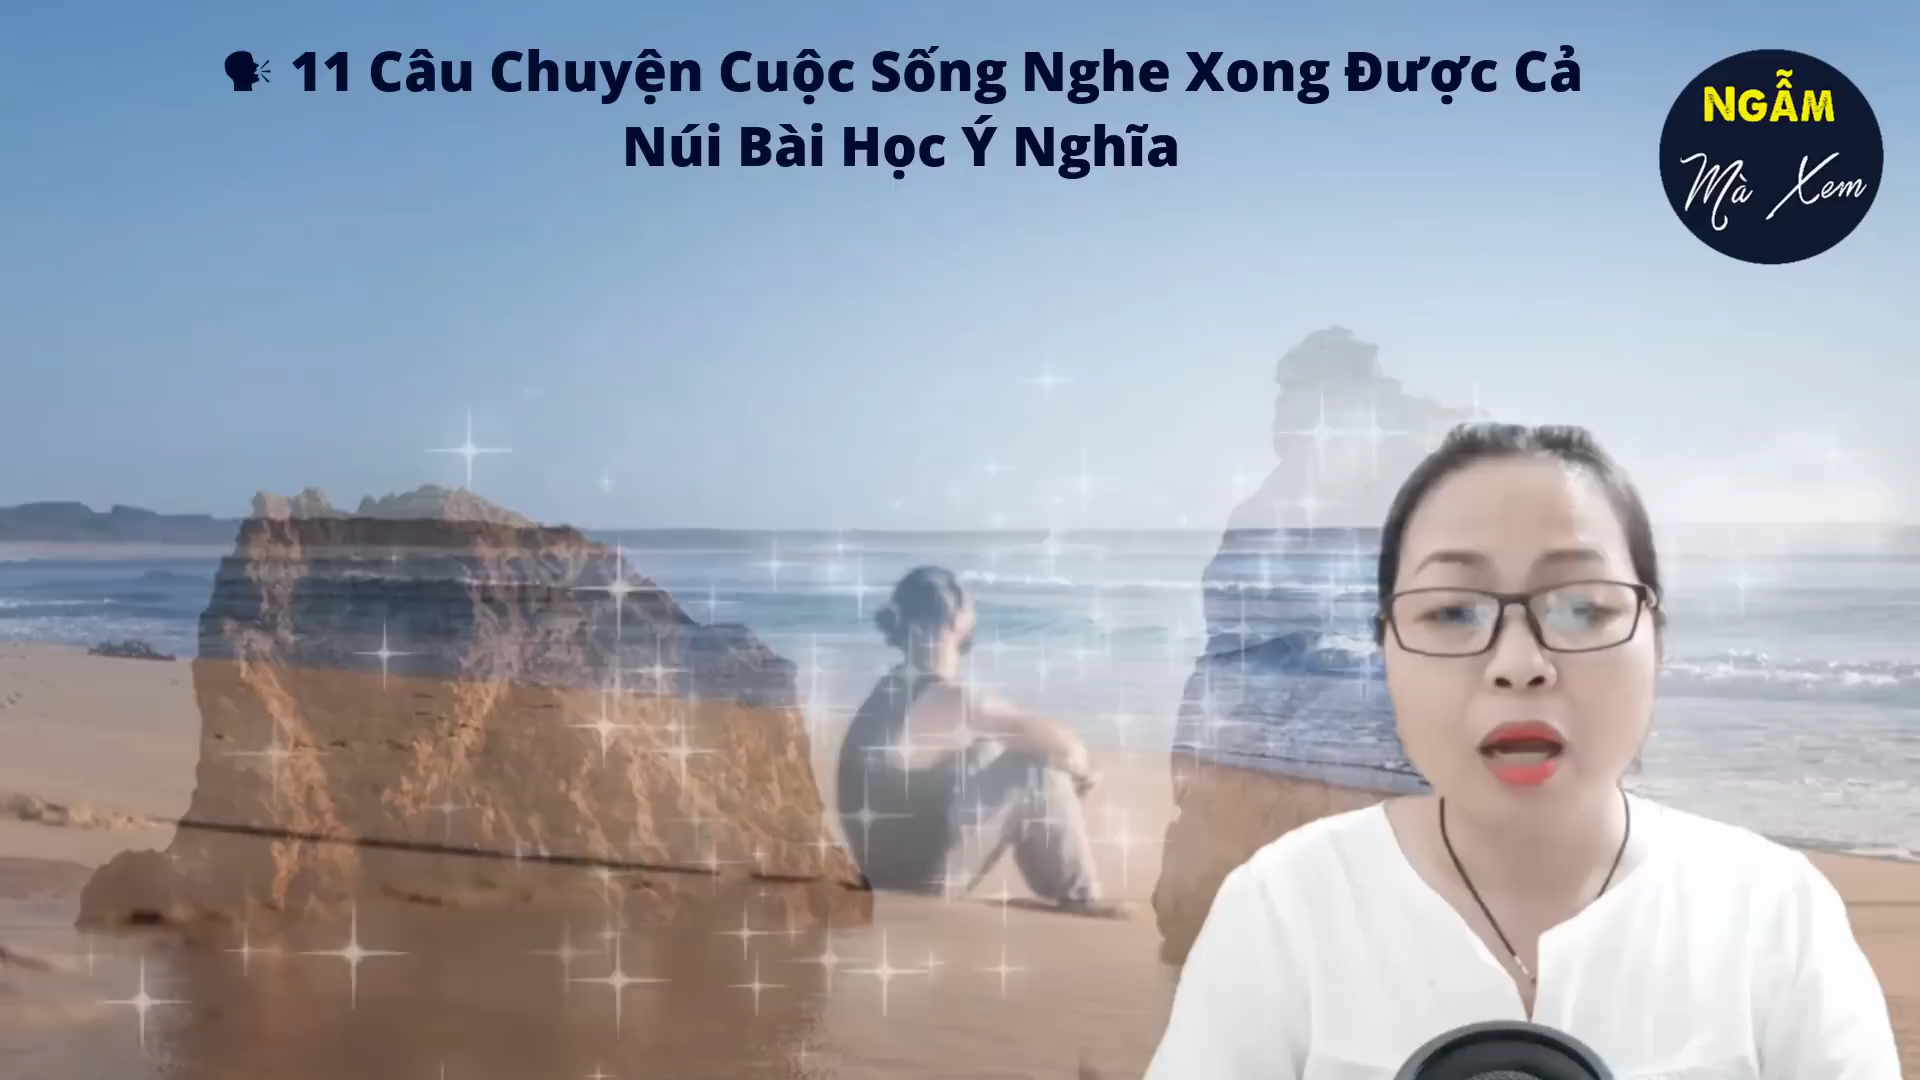 🗣 11 Câu Chuyện Cuộc Sống Nghe Xong Được Cả
Núi Bài Học Ý Nghĩa
NGẪM
Mà Xem